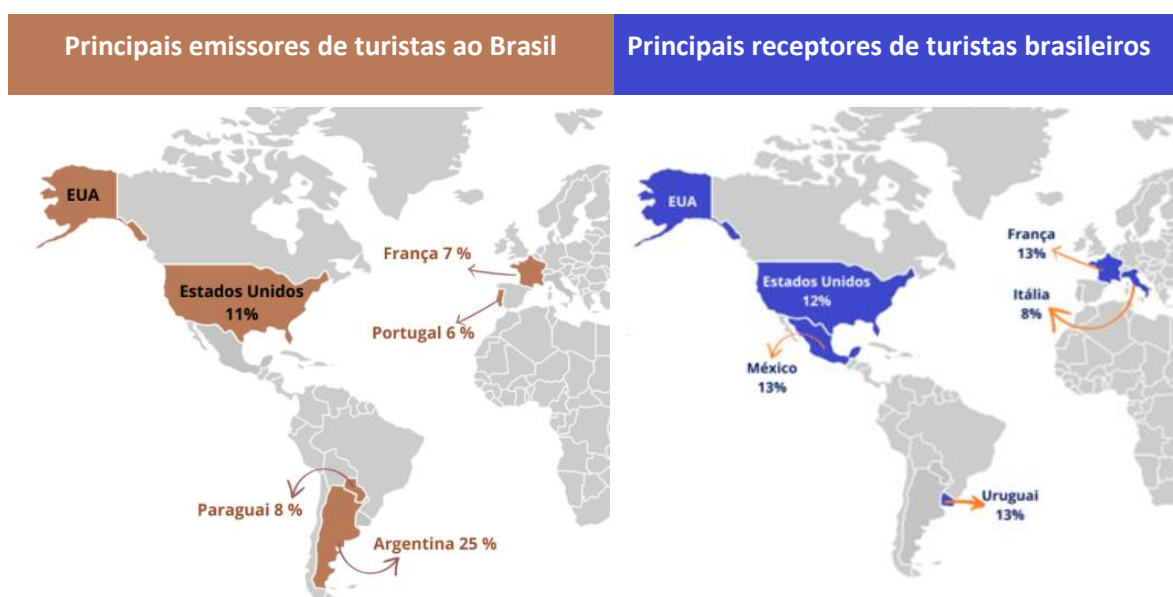 Principais emissores de turistas ao Brasil
EUA
França 7 %
Estados Unidos
11%
Portugal 6 %
Paraguai 8 %
Argentina 25 %
Principais receptores de turistas brasileiros
EUA
França
13%
Estados Unidos
12%
Itália
8%
México
13%
Uruguai
13%